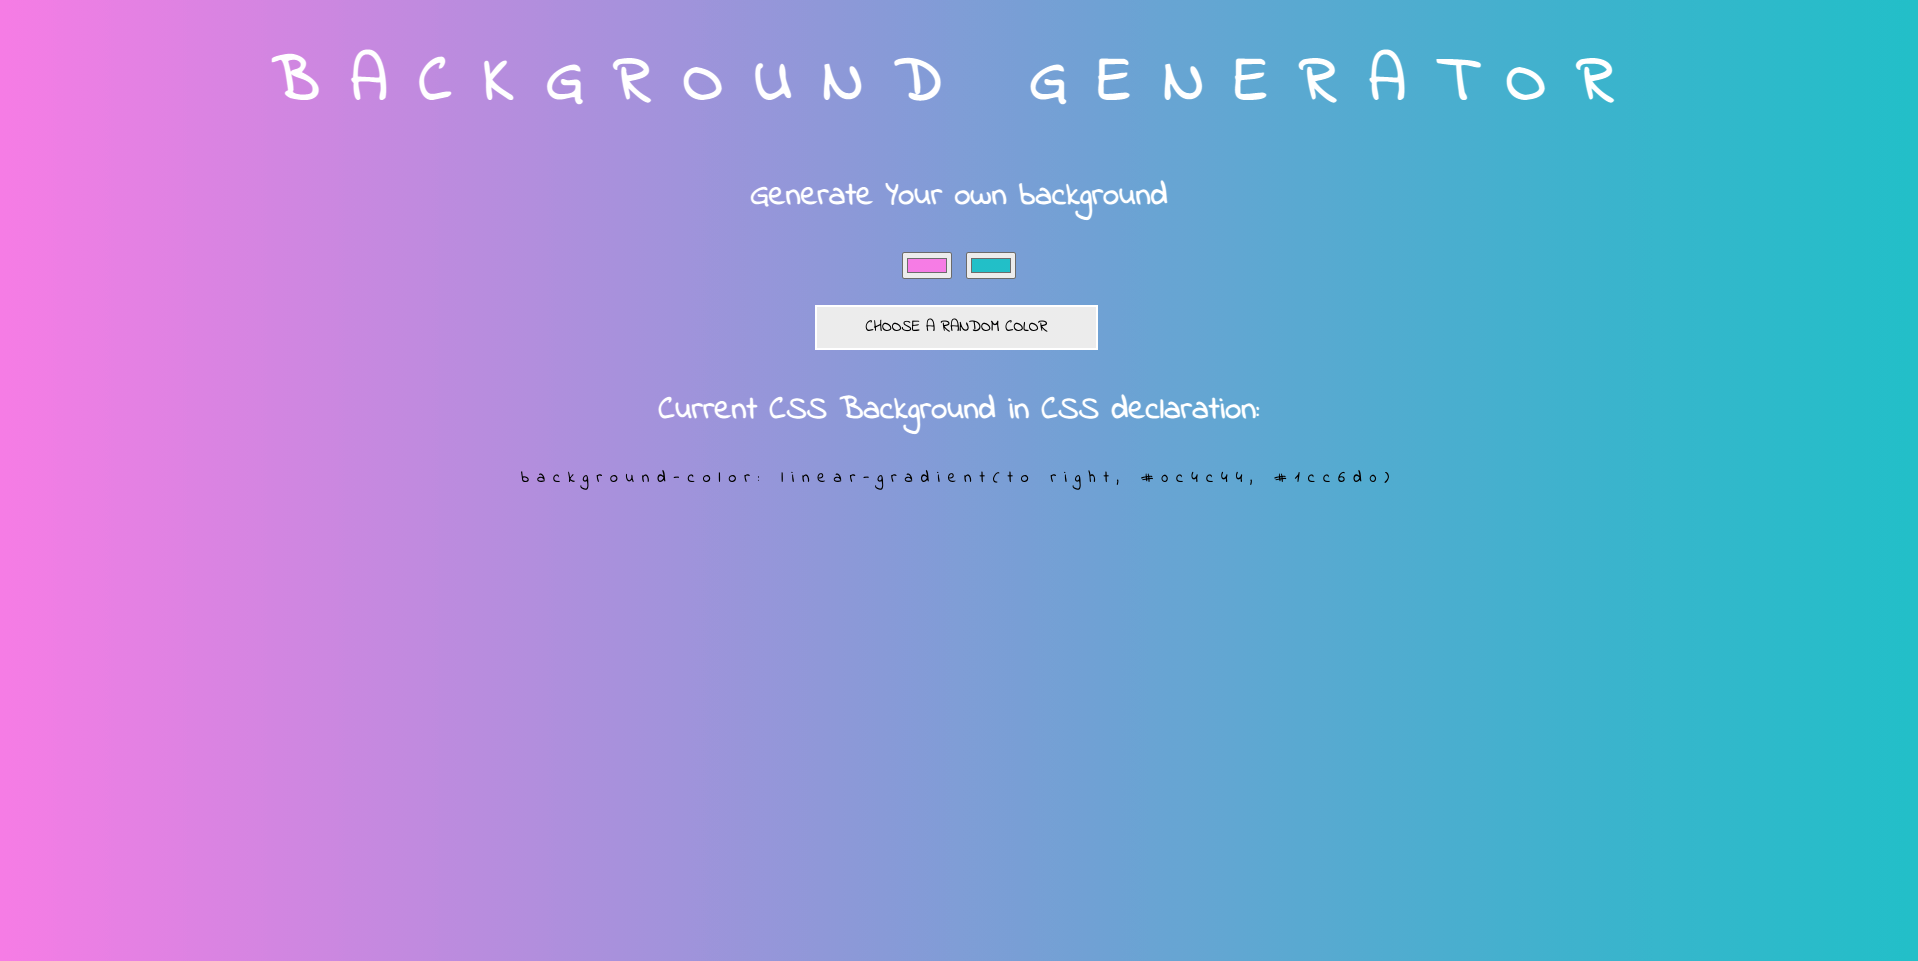 BACKGROUND GENERATOR
Generate Your own background
CHOOSE A RANDOM COLOR
Current CSS Background in CSS declaration:
background-color: linear-gradient(to right, #0c4c44, #1cc6d0)